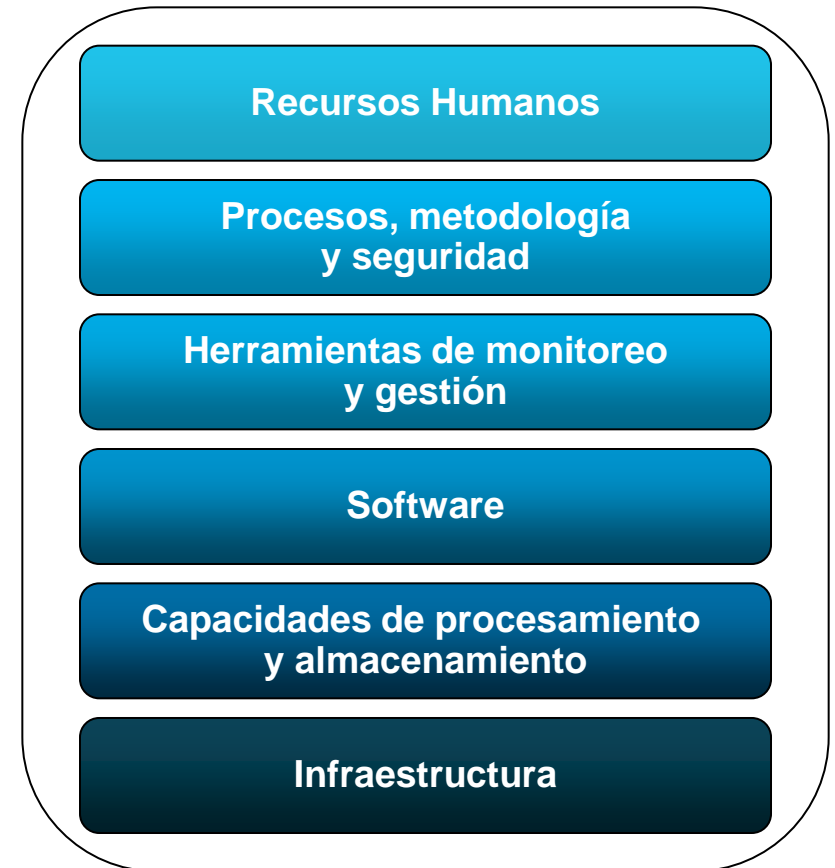 Recursos Humanos
Procesos, metodología
y seguridad
Herramientas de monitoreo
y gestión
Software
Capacidades de procesamiento
y almacenamiento
Infraestructura